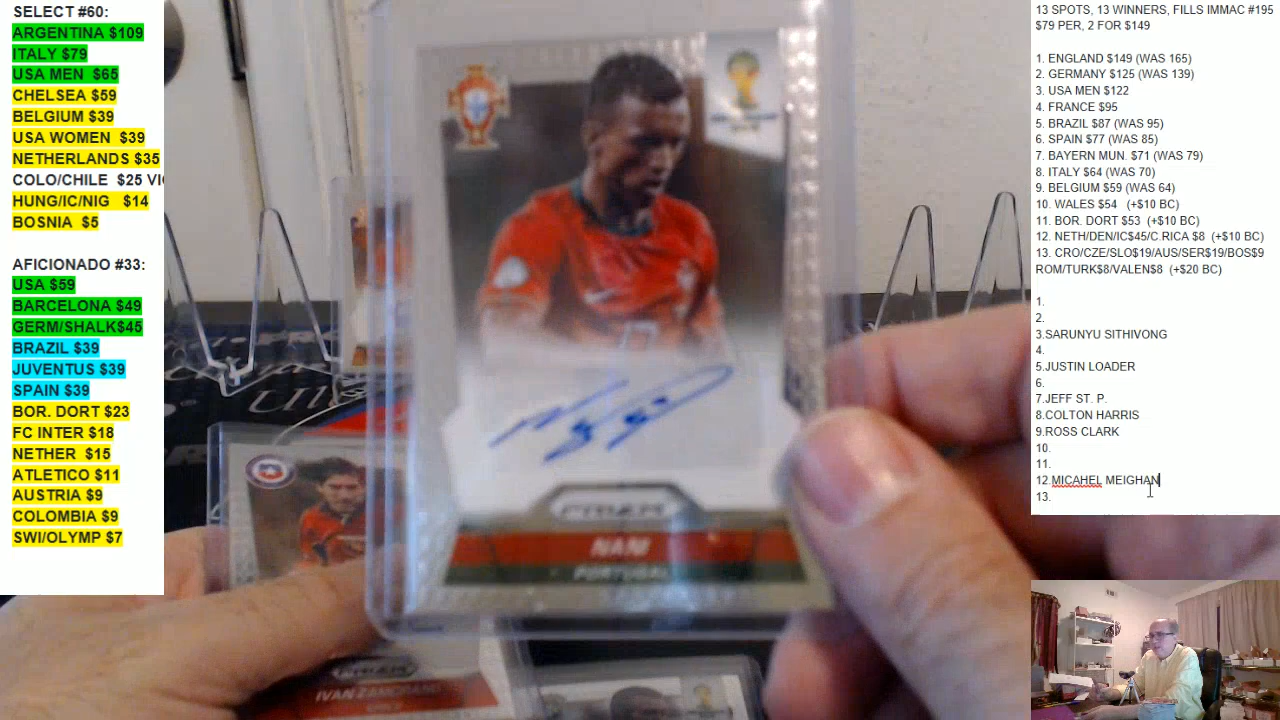 SELECT #60:
ARGENTINA $109
ITALY $79
USA MEN $65
CHELSEA $59
BELGIUM $39
USA WOMEN $39
NETHERLANDS $35
COLO/CHILE $25 VI
HUNG/IC/NIG $14
BOSNIA $5
AFICIONADO #33:
USA $59
BARCELONA $49
GERM/SHALK$45
BRAZIL $39
JUVENTUS $39
SPAIN $39
BOR. DORT $23
FC INTER $18
NETHER $15
ATLETICO $11
AUSTRIA $9
COLOMBIA $9
SWI/OLYMP $7
PRIZM
NANI
PORTUGAL
PRIZM
IVAN ZAMORANO
13 SPOTS, 13 WINNERS, FILLS IMMAC #195
$79 PER, 2 FOR $149
1. ENGLAND $149 (WAS 165)
2. GERMANY $125 (WAS 139)
3. USA MEN $122
4. FRANCE $95
5. BRAZIL $87 (WAS 95)
6. SPAIN $77 (WAS 85)
7. BAYERN MUN. $71 (WAS 79)
8. ITALY $64 (WAS 70)
9. BELGIUM $59 (WAS 64)
10. WALES $54 (+$10 BC)
11. BOR. DORT $53 (+$10 BC)
12. NETH/DEN/IC$45/C.RICA $8 (+$10 BC)
13. CRO/CZE/SLO$19/AUS/SER$19/BOS$9
ROM/TURK$8/VALEN$8 (+$20 BC)
1.
2.
3.SARUNYU SITHIVONG
4.
5.JUSTIN LOADER
6.
7.JEFF ST. P.
8.COLTON HARRIS
9.ROSS CLARK
10.
11.
12.MICAHEL MEIGHAN
13.